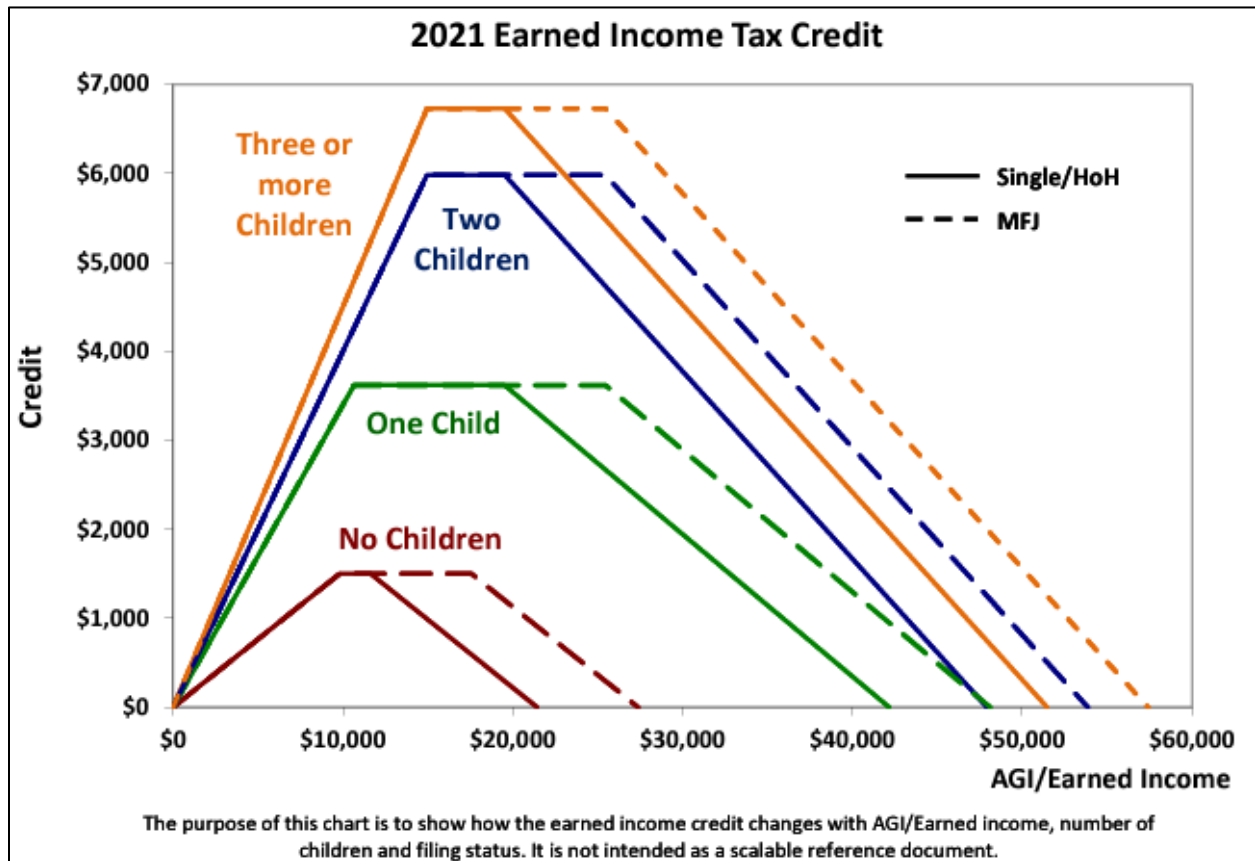 2021 Earned Income Tax Credit
$7,000
$6,000
$5,000
$4,000
$3,000
$2,000
$1,000
$0
Credit
Three or
more
Children
Two
Children
One Child
No Children
Single/HoH
MFJ
$0
$10,000
$20,000
$30,000
$40,000
$50,000
$60,000
AGI/Earned Income
The purpose of this chart is to show how the earned income credit changes with AGI/Earned income, number of
children and filing status. It is not intended as a scalable reference document.